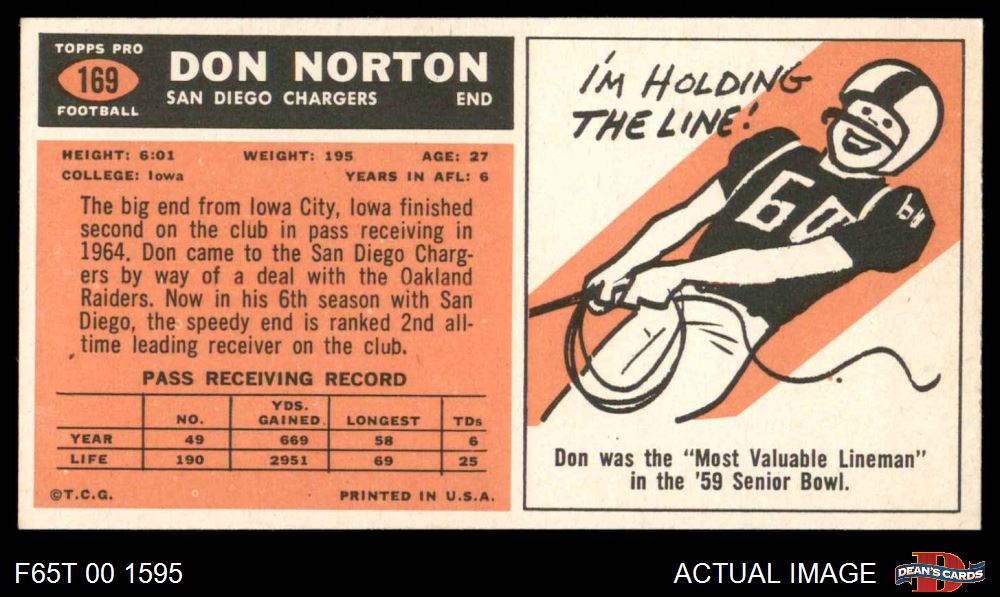 TOPPS PRO
169
FOOTBALL
DON NORTON
SAN DIEGO CHARGERS END
HEIGHT: 6:01 WEIGHT: 195 AGE: 27
COLLEGE: Iowa YEARS IN AFL: 6
The big end from Iowa City, Iowa finished
second on the club in pass receiving in
1964. Don came to the San Diego Charg-
ers by way of a deal with the Oakland
Raiders. Now in his 6th season with San
Diego, the speedy end is ranked 2nd all-
time leading receiver on the club.
PASS RECEIVING RECORD
NO. YDS. GAINED LONGEST TDs
YEAR 49 669 58 6
LIFE 190 2951 69 25
©T.C.G. PRINTED IN U.S.A.
I'M HOLDING
THE LINE!
60
60
Don was the "Most Valuable Lineman"
in the '59 Senior Bowl.
F65T 00 1595
ACTUAL IMAGE
DEAN'S CARDS